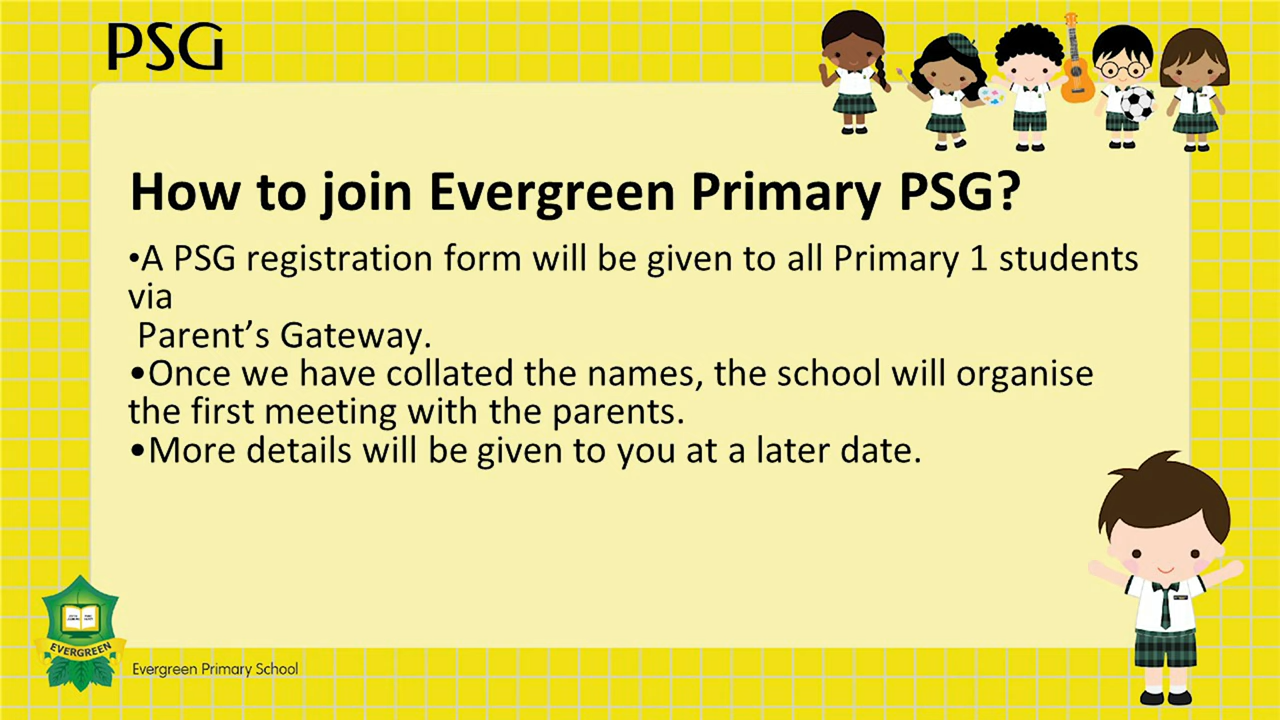 PSG
How to join Evergreen Primary PSG?
•A PSG registration form will be given to all Primary 1 students
via
Parent’s Gateway.
•Once we have collated the names, the school will organise
the first meeting with the parents.
•More details will be given to you at a later date.
EVERGREEN
Evergreen Primary School